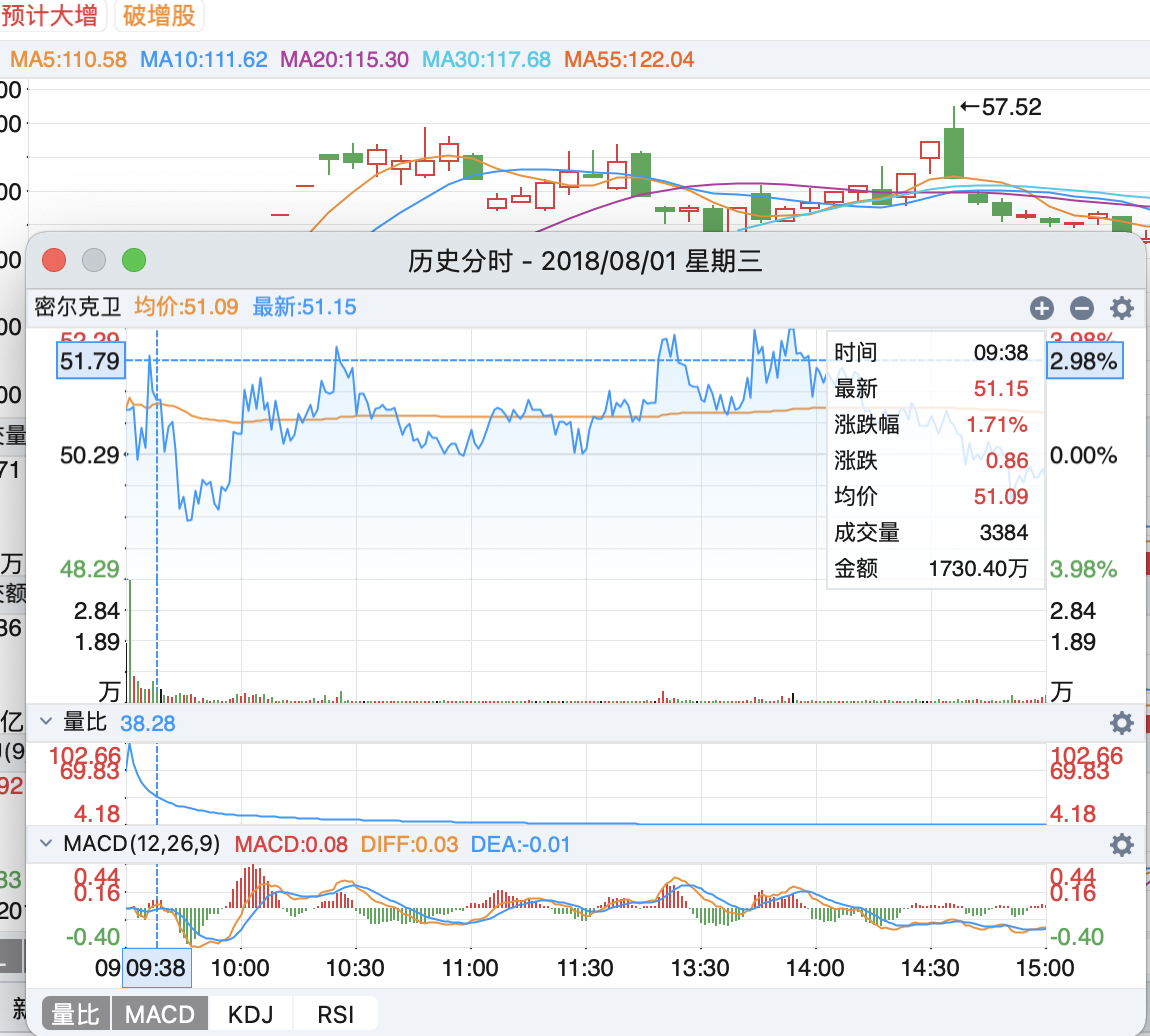 预计大增 破增股
MA5:110.58 MA10:111.62 MA20:115.30 MA30:117.68 MA55:122.04
←57.52
历史分时 - 2018/08/01 星期三
密尔克卫 均价:51.09 最新:51.15
52.29 3.98%
51.79 2.98%
时间 09:38
最新 51.15
涨跌幅 1.71%
涨跌 0.86
均价 51.09
成交量 3384
金额 1730.40万
50.29 0.00%
48.29 3.98%
2.84 2.84
1.89 1.89
万 万
量比 38.28
102.66 102.66
69.83 69.83
4.18 4.18
MACD(12,26,9) MACD:0.08 DIFF:0.03 DEA:-0.01
0.44 0.44
0.16 0.16
-0.40 -0.40
09 09:38 10:00 10:30 11:00 11:30 13:30 14:00 14:30 15:00
量比 MACD KDJ RSI